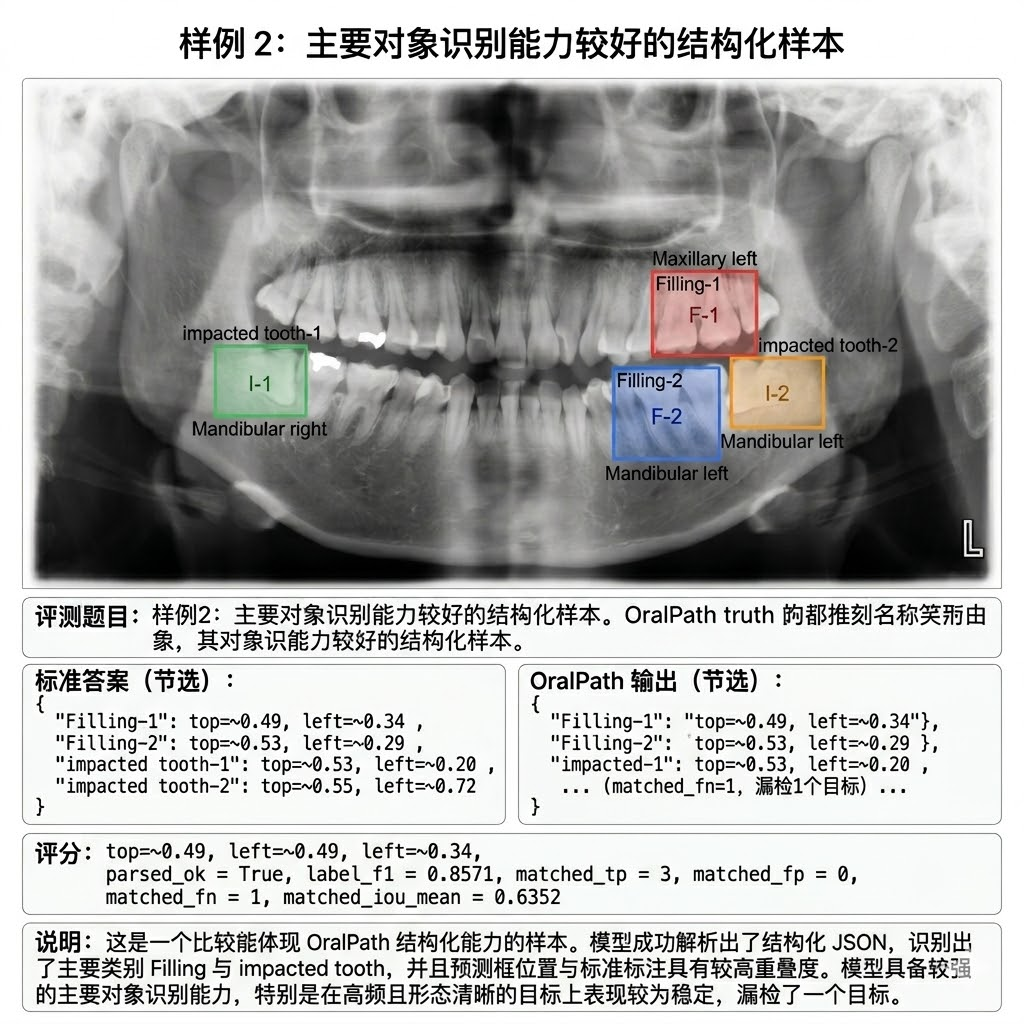 样例 2：主要对象识别能力较好的结构化样本
Maxillary left
Filling-1
F-1
impacted tooth-1
impacted tooth-2
I-1
Filling-2
I-2
F-2
Mandibular right
Mandibular left
Mandibular left
L
评测题目：样例2：主要对象识别能力较好的结构化样本。OralPath truth 的都推刻名称笑所由
象，其对象识能力较好的结构化样本。
标准答案（节选）：
{
"Filling-1": top=~0.49, left=~0.34 ,
"Filling-2": top=~0.53, left=~0.29 ,
"impacted tooth-1": top=~0.53, left=~0.20 ,
"impacted tooth-2": top=~0.55, left=~0.72
}
OralPath 输出（节选）：
{
"Filling-1": "top=~0.49, left=~0.34"},
"Filling-2": top=~0.53, left=~0.29 },
"impacted-1": top=~0.53, left=~0.20 ,
... (matched_fn=1, 漏检1个目标) ...
}
评分：top=~0.49, left=~0.49, left=~0.34,
parsed_ok = True, label_f1 = 0.8571, matched_tp = 3, matched_fp = 0,
matched_fn = 1, matched_iou_mean = 0.6352
说明：这是一个比较能体现 OralPath 结构化能力的样本。模型成功解析出了结构化 JSON，识别出
了主要类别 Filling 与 impacted tooth，并且预测框位置与标准标注具有较高重叠度。模型具备较强
的主要对象识别能力，特别是在高频且形态清晰的目标上表现较为稳定，漏检了一个目标。